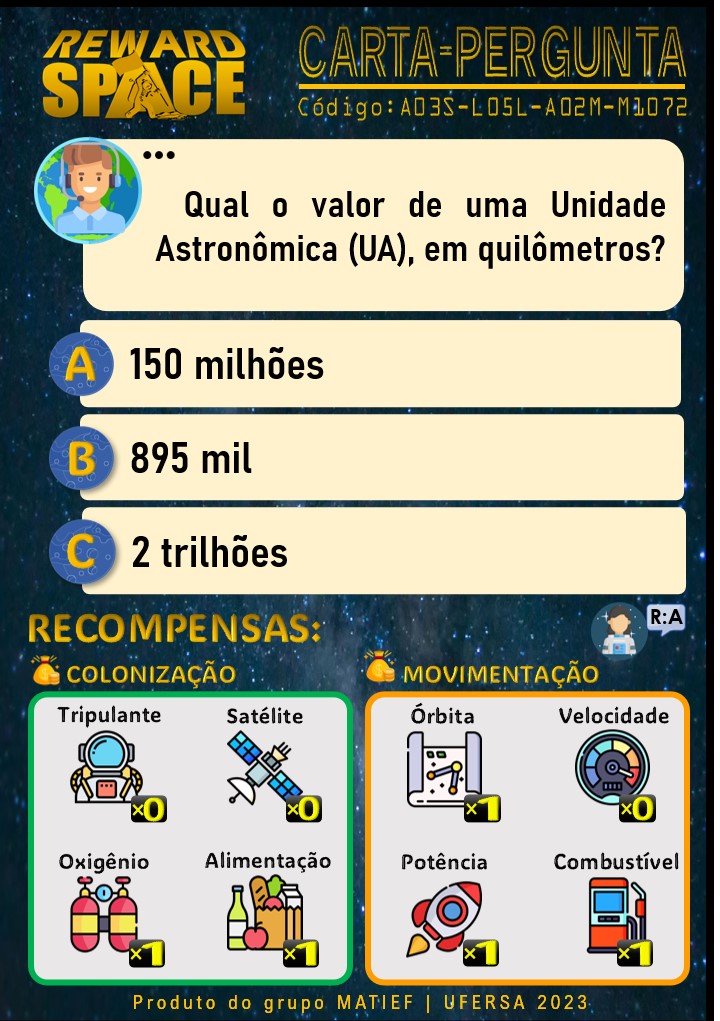 REWARD
SPACE
CARTA-PERGUNTA
Código:A03S-L05L-A02M-M1072
...
Qual o valor de uma Unidade
Astronômica (UA), em quilômetros?
A 150 milhões
B 895 mil
C 2 trilhões
RECOMPENSAS:
R:A
COLONIZAÇÃO
MOVIMENTAÇÃO
Tripulante Satélite
×0 ×0
Oxigênio Alimentação
×1 ×1
Órbita Velocidade
×1 ×0
Potência Combustível
×1 ×1
Produto do grupo MATIEF | UFERSA 2023